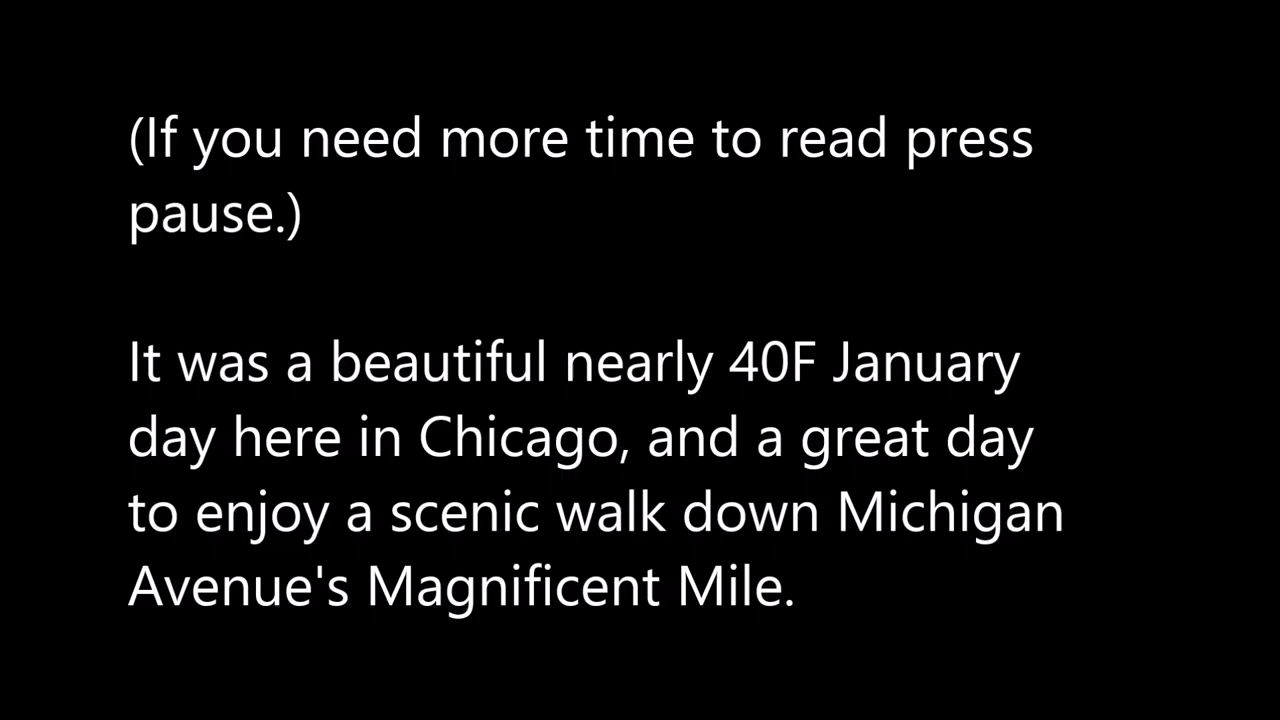 (If you need more time to read press
pause.)
It was a beautiful nearly 40F January
day here in Chicago, and a great day
to enjoy a scenic walk down Michigan
Avenue's Magnificent Mile.